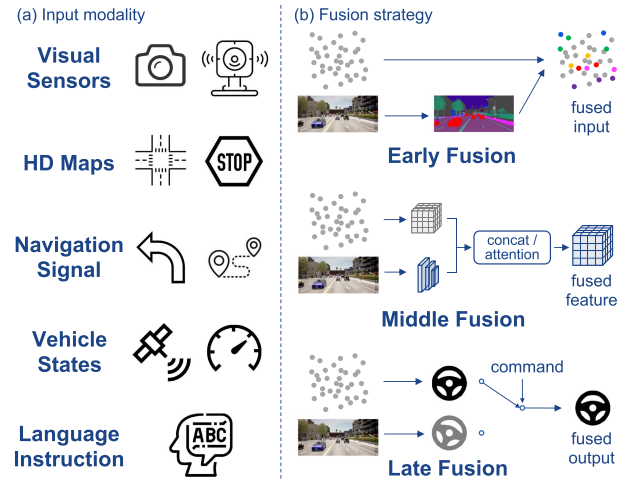 (a) Input modality
Visual
Sensors
HD Maps
STOP
Navigation
Signal
Vehicle
States
Language
Instruction
ABC
(b) Fusion strategy
fused
input
Early Fusion
concat /
attention
fused
feature
Middle Fusion
command
fused
output
Late Fusion